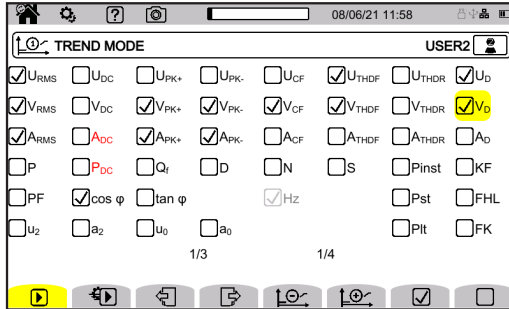 08/06/21 11:58
TREND MODE USER2
URMS UDC UPK+ UPK- UCF UTHDF UTHDR UD
VRMS VDC VPK+ VPK- VCF VTHDF VTHDR VD
ARMS ADC APK+ APK- ACF ATHDF ATHDR AD
P PDC Qf D N S Pinst KF
PF cos φ tan φ Hz Pst FHL
u2 a2 u0 a0 Plt FK
1/3 1/4